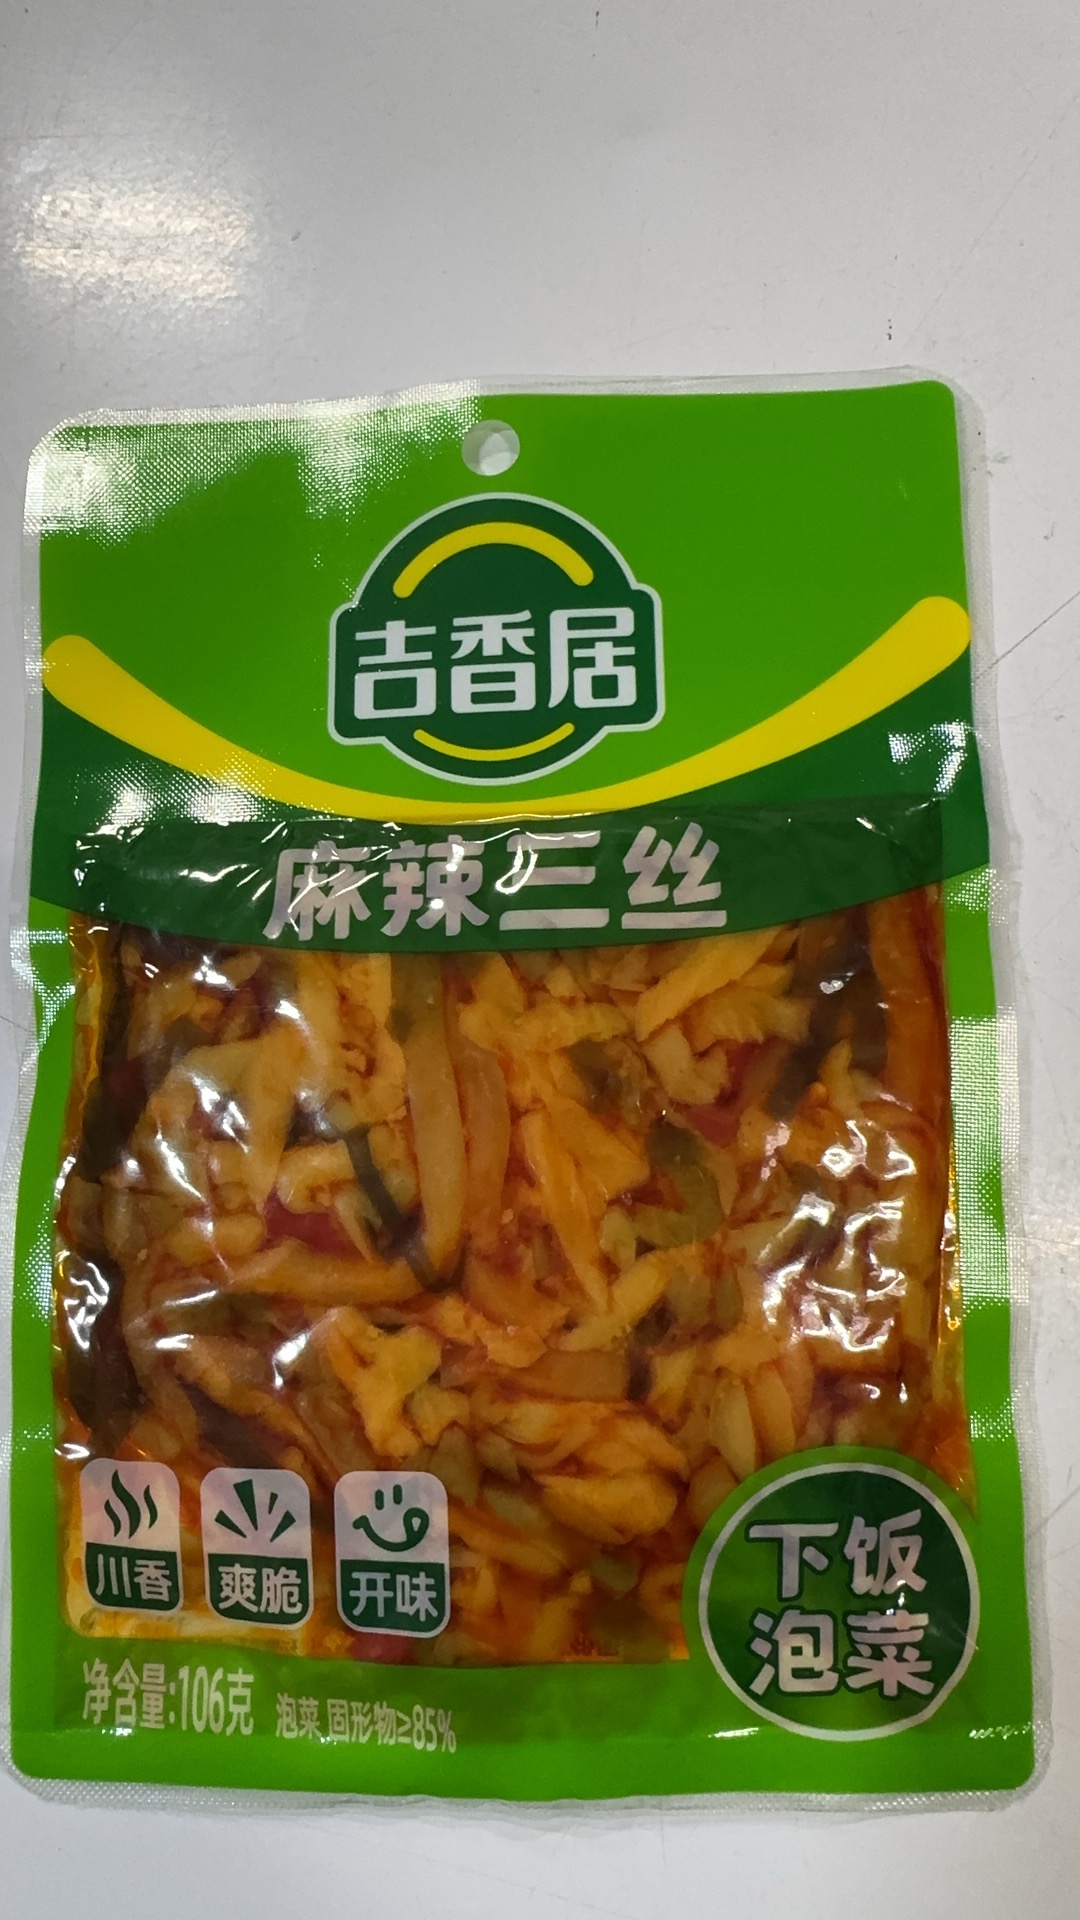 吉香居
麻辣三丝
川香
爽脆
开味
下饭
泡菜
净含量:106克
泡菜 固形物≥85%